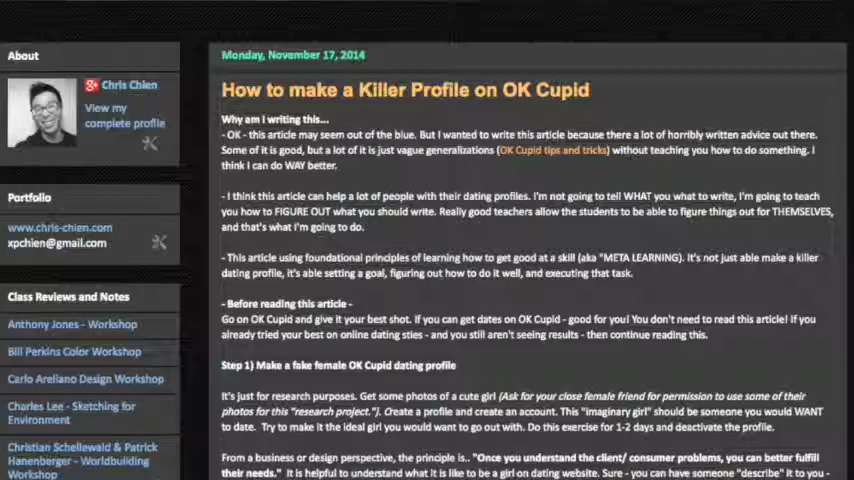 About
Chris Chien
View my
complete profile
Portfolio
www.chris-chien.com
xpchien@gmail.com
Class Reviews and Notes
Anthony Jones - Workshop
Bill Perkins Color Workshop
Carlo Arellano Design Workshop
Charles Lee - Sketching for
Environment
Christian Schellewald & Patrick
Hanenberger - Worldbuilding
Workshop
Monday, November 17, 2014
How to make a Killer Profile on OK Cupid
Why am I writing this...
- OK - this article may seem out of the blue. But I wanted to write this article because there a lot of horribly written advice out there.
Some of it is good, but a lot of it is just vague generalizations (OK Cupid tips and tricks) without teaching you how to do something. I
think I can do WAY better.
- I think this article can help a lot of people with their dating profiles. I'm not going to tell WHAT you what to write, I'm going to teach
you how to FIGURE OUT what you should write. Really good teachers allow the students to be able to figure things out for THEMSELVES,
and that's what I'm going to do.
- This article using foundational principles of learning how to get good at a skill (aka "META LEARNING). It's not just able make a killer
dating profile, it's able setting a goal, figuring out how to do it well, and executing that task.
- Before reading this article -
Go on OK Cupid and give it your best shot. If you can get dates on OK Cupid - good for you! You don't need to read this article! If you
already tried your best on online dating sties - and you still aren't seeing results - then continue reading this.
Step 1) Make a fake female OK Cupid dating profile
It's just for research purposes. Get some photos of a cute girl (Ask for your close female friend for permission to use some of their
photos for this "research project."). Create a profile and create an account. This "imaginary girl" should be someone you would WANT
to date. Try to make it the ideal girl you would want to go out with. Do this exercise for 1-2 days and deactivate the profile.
From a business or design perspective, the principle is.. "Once you understand the client/ consumer problems, you can better fulfill
their needs." It is helpful to understand what it is like to be a girl on dating website. Sure - you can have someone "describe" it to you -